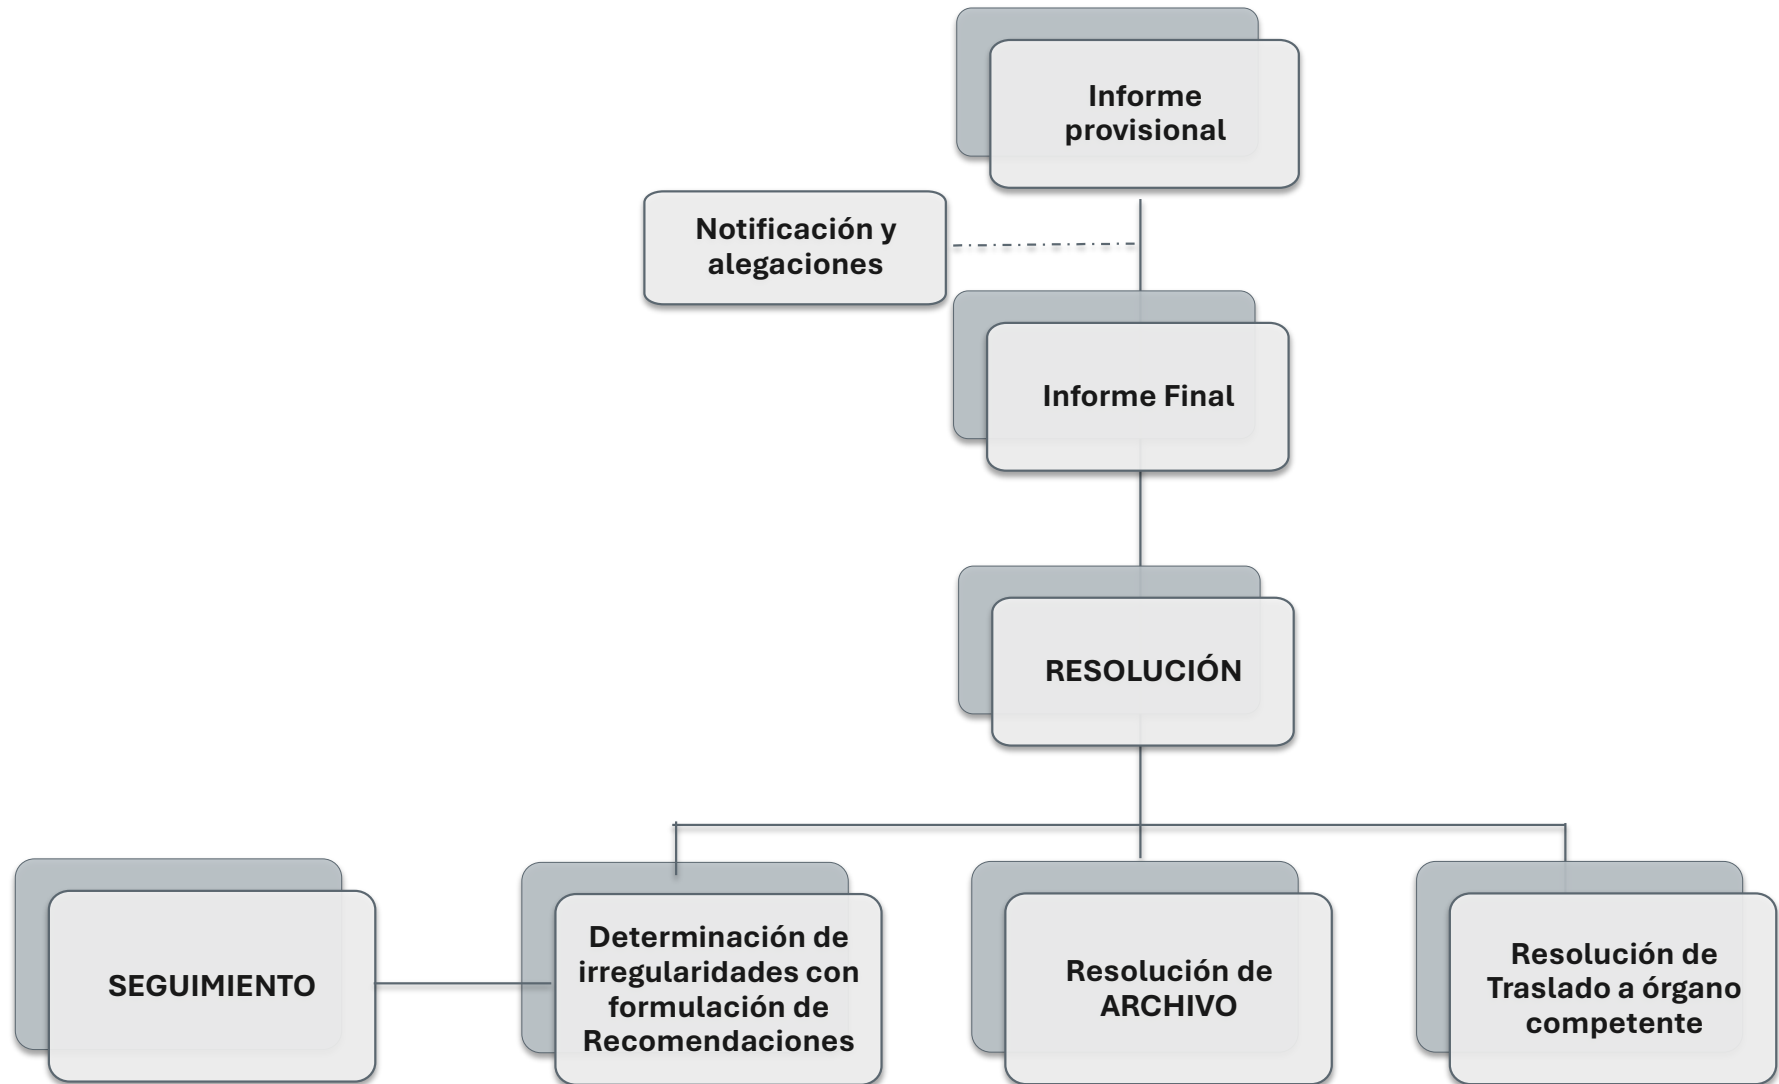 Informe
provisional
Notificación y
alegaciones
Informe Final
RESOLUCIÓN
SEGUIMIENTO
Determinación de
irregularidades con
formulación de
Recomendaciones
Resolución de
ARCHIVO
Resolución de
Traslado a órgano
competente